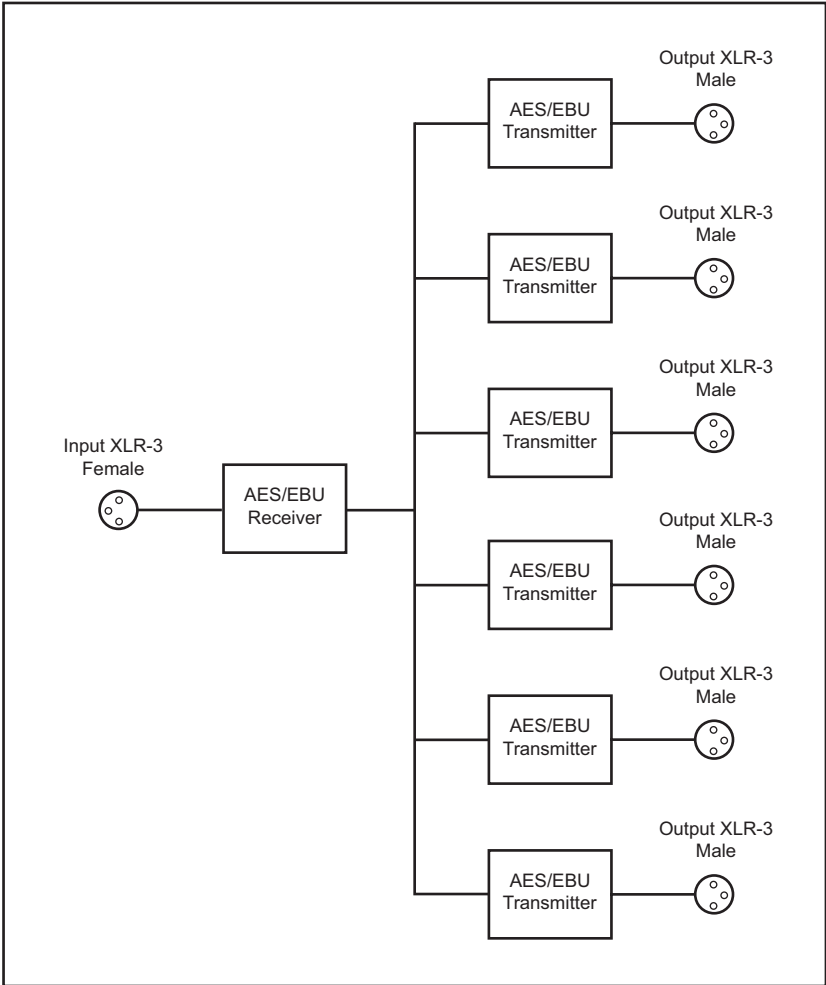 Output XLR-3
Male
AES/EBU
Transmitter
Output XLR-3
Male
AES/EBU
Transmitter
Output XLR-3
Male
AES/EBU
Transmitter
Input XLR-3
Female
AES/EBU
Receiver
Output XLR-3
Male
AES/EBU
Transmitter
Output XLR-3
Male
AES/EBU
Transmitter
Output XLR-3
Male
AES/EBU
Transmitter